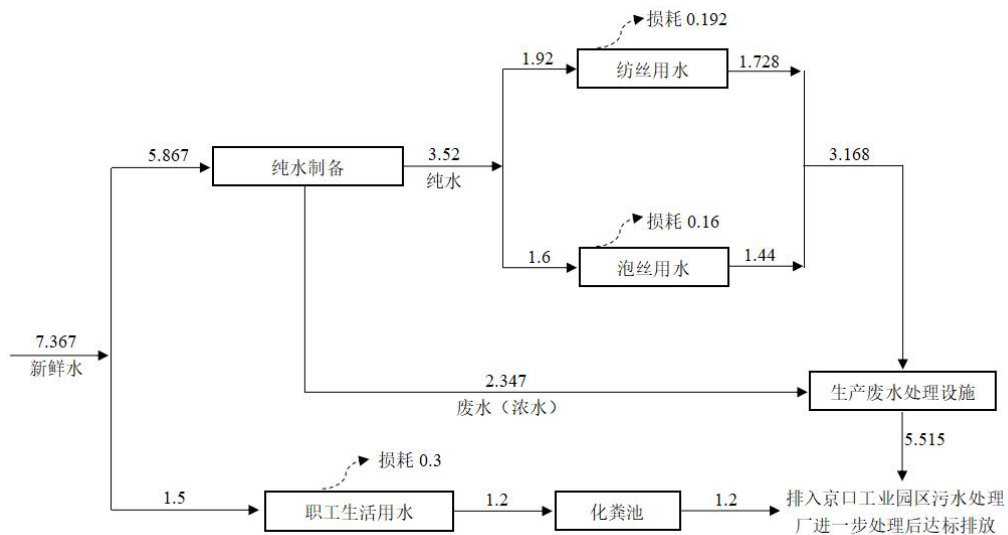 损耗 0.192
1.92
纺丝用水
1.728
5.867
纯水制备
3.52
纯水
3.168
损耗 0.16
1.6
泡丝用水
1.44
7.367
新鲜水
2.347
废水（浓水）
生产废水处理设施
5.515
损耗 0.3
1.5
职工生活用水
1.2
化粪池
1.2
排入京口工业园区污水处理
厂进一步处理后达标排放